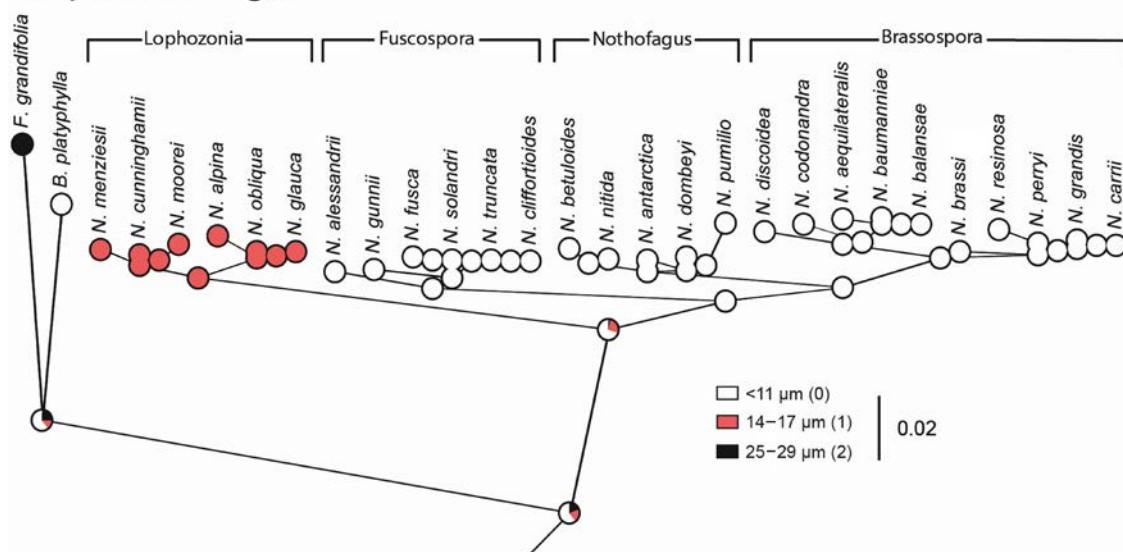 Lophozonia
Fuscospora
Nothofagus
Brassospora
F. grandifolia
B. platyphylla
N. menziesii
N. cunninghamii
N. moorei
N. alpina
N. obliqua
N. glauca
N. alessandrii
N. gunnii
N. fusca
N. solandri
N. truncata
N. cliffortioides
N. betuloides
N. nitida
N. antarctica
N. dombeyi
N. pumilio
N. discoidea
N. codonandra
N. aequilateralis
N. baumanniae
N. balansae
N. brassi
N. resinosa
N. perryi
N. grandis
N. carrii
<11 µm (0)
14–17 µm (1)
25–29 µm (2)
0.02